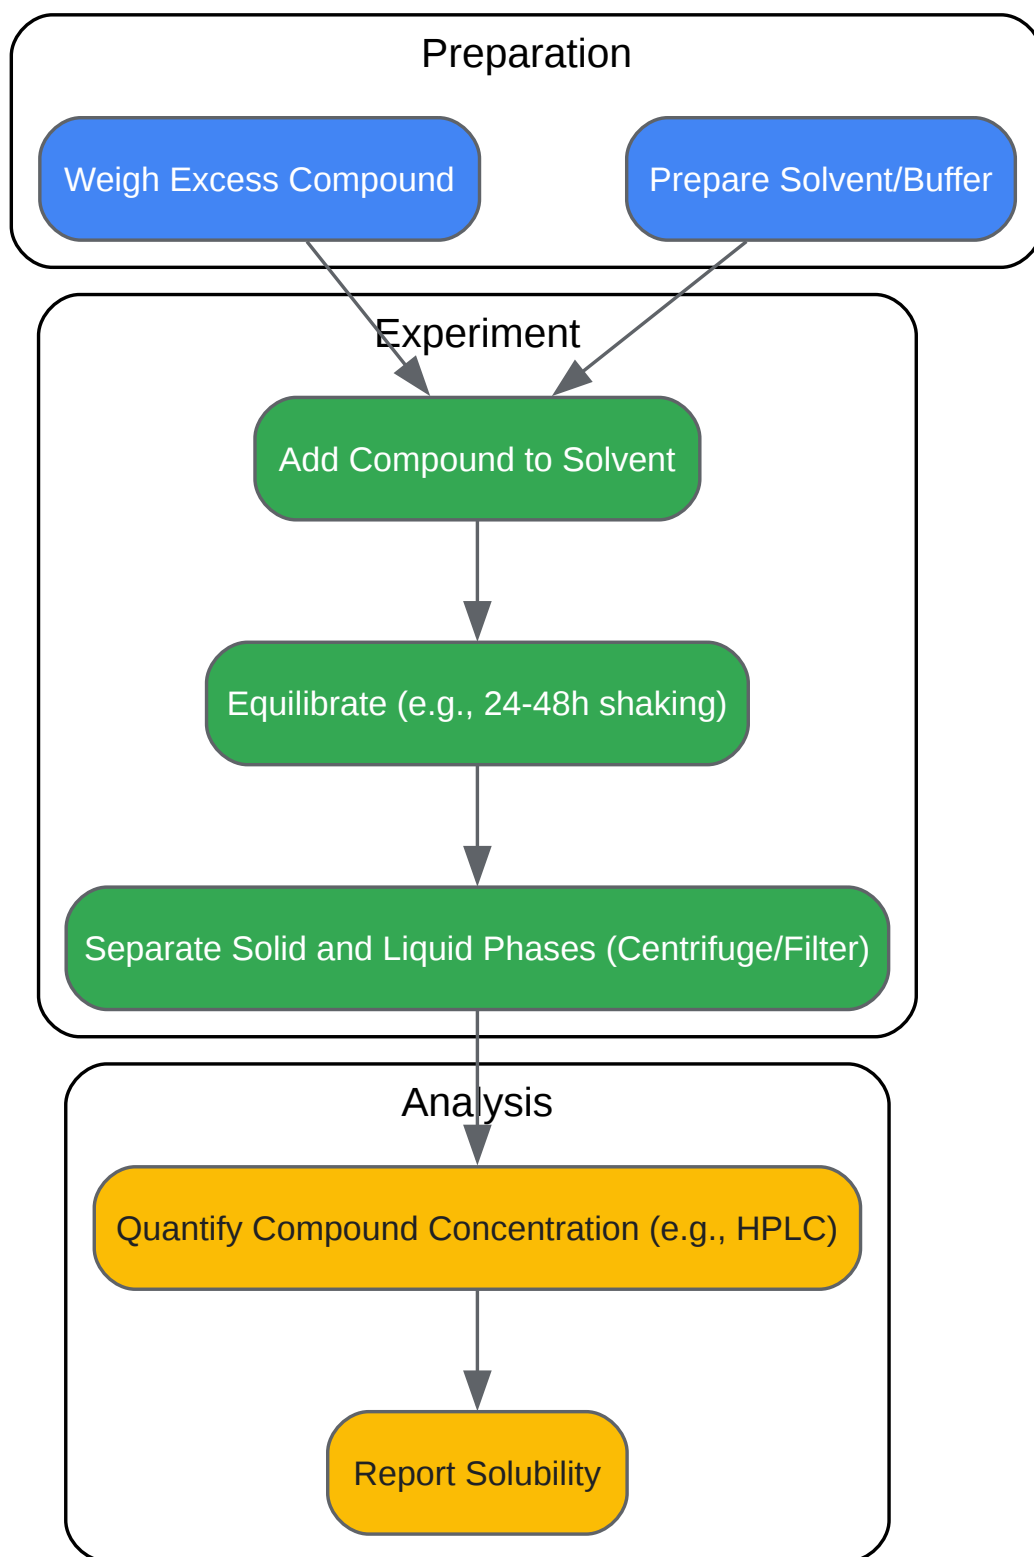 Preparation
Weigh Excess Compound
Prepare Solvent/Buffer
Experiment
Add Compound to Solvent
Equilibrate (e.g., 24-48h shaking)
Separate Solid and Liquid Phases (Centrifuge/Filter)
Analysis
Quantify Compound Concentration (e.g., HPLC)
Report Solubility